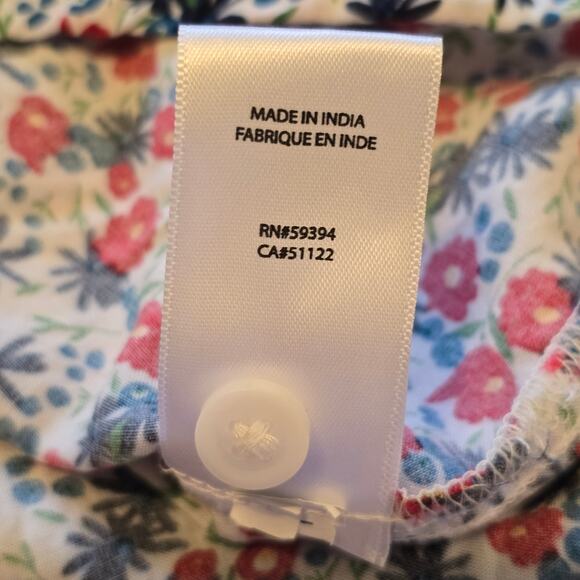 MADE IN INDIA
FABRIQUE EN INDE
RN#59394
CA#51122